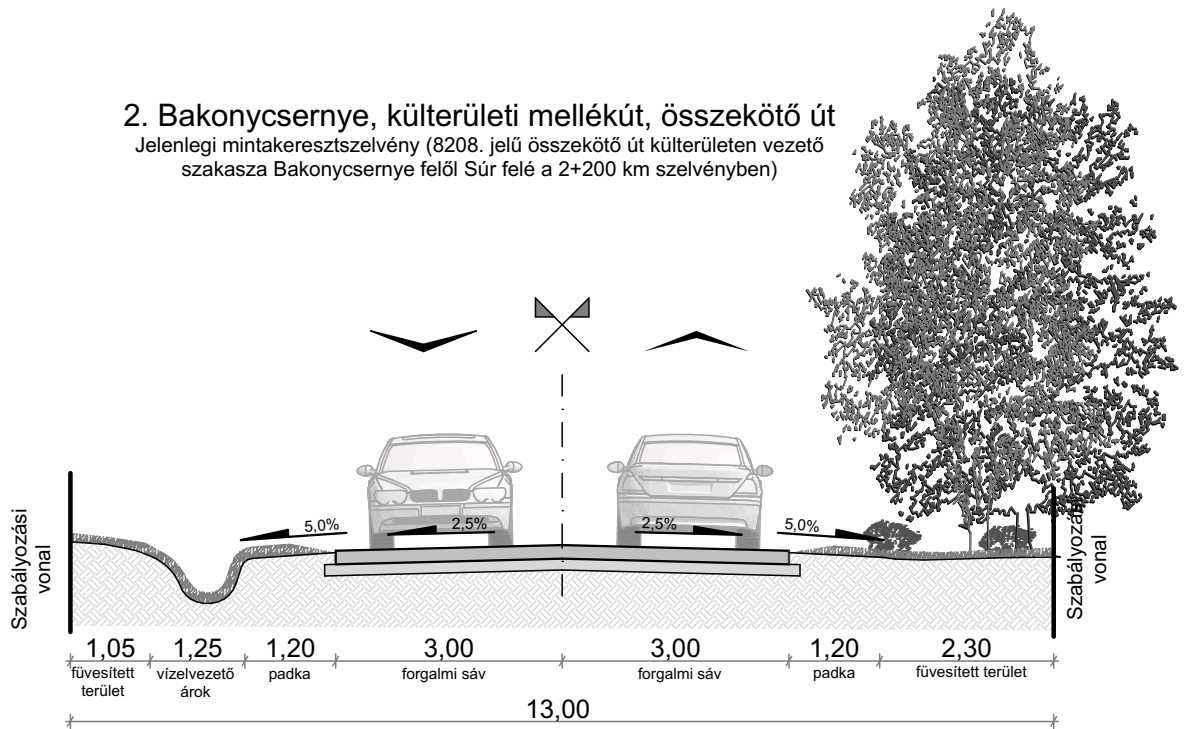 2. Bakonycsernye, külterületi mellékút, összekötő út
Jelenlegi mintakeresztszelvény (8208. jelű összekötő út külterületen vezető
szakasza Bakonycsernye felől Súr felé a 2+200 km szelvényben)
5,0%
2,5%
2,5%
5,0%
Szabályozási
vonal
Szabályozási
vonal
1,05
1,25
1,20
3,00
3,00
1,20
2,30
füvesített
terület
vízelvezető
árok
padka
forgalmi sáv
forgalmi sáv
padka
füvesített terület
13,00